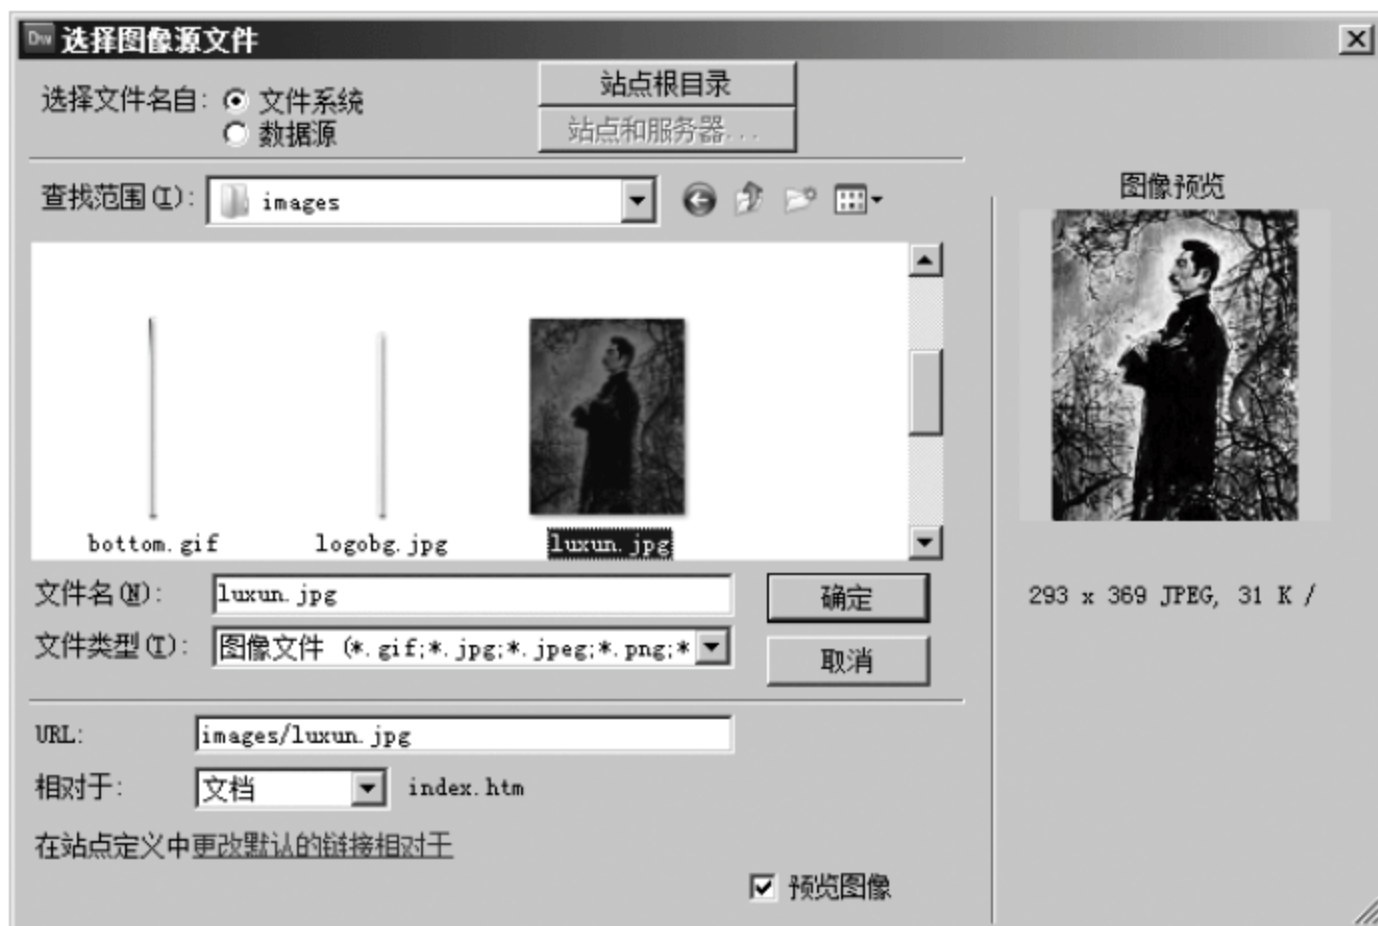 Dw 选择图像源文件
选择文件名自: 文件系统
数据源
站点根目录
站点和服务器...
查找范围(I): images
图像预览
bottom.gif logobg.jpg luxun.jpg
文件名(N): luxun.jpg 确定
293 x 369 JPEG, 31 K /
文件类型(T): 图像文件 (*.gif;*.jpg;*.jpeg;*.png;* 取消
URL: images/luxun.jpg
相对于: 文档 index.htm
在站点定义中更改默认的链接相对于
预览图像